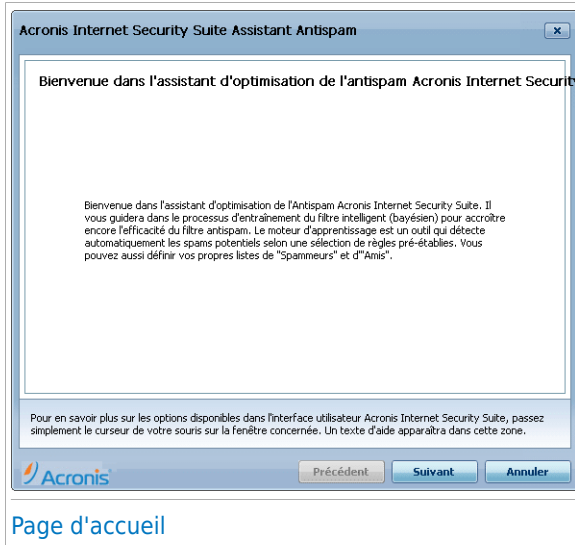 Acronis Internet Security Suite Assistant Antispam
Bienvenue dans l'assistant d'optimisation de l'antispam Acronis Internet Security
Bienvenue dans l'assistant d'optimisation de l'Antispam Acronis Internet Security Suite. Il
vous guidera dans le processus d'entraînement du filtre intelligent (bayésien) pour accroître
encore l'efficacité du filtre antispam. Le moteur d'apprentissage est un outil qui détecte
automatiquement les spams potentiels selon une sélection de règles pré-établies. Vous
pouvez aussi définir vos propres listes de "Spammeurs" et d'"Amis".
Pour en savoir plus sur les options disponibles dans l'interface utilisateur Acronis Internet Security Suite, passez
simplement le curseur de votre souris sur la fenêtre concernée. Un texte d'aide apparaîtra dans cette zone.
Acronis
Précédent
Suivant
Annuler
Page d'accueil